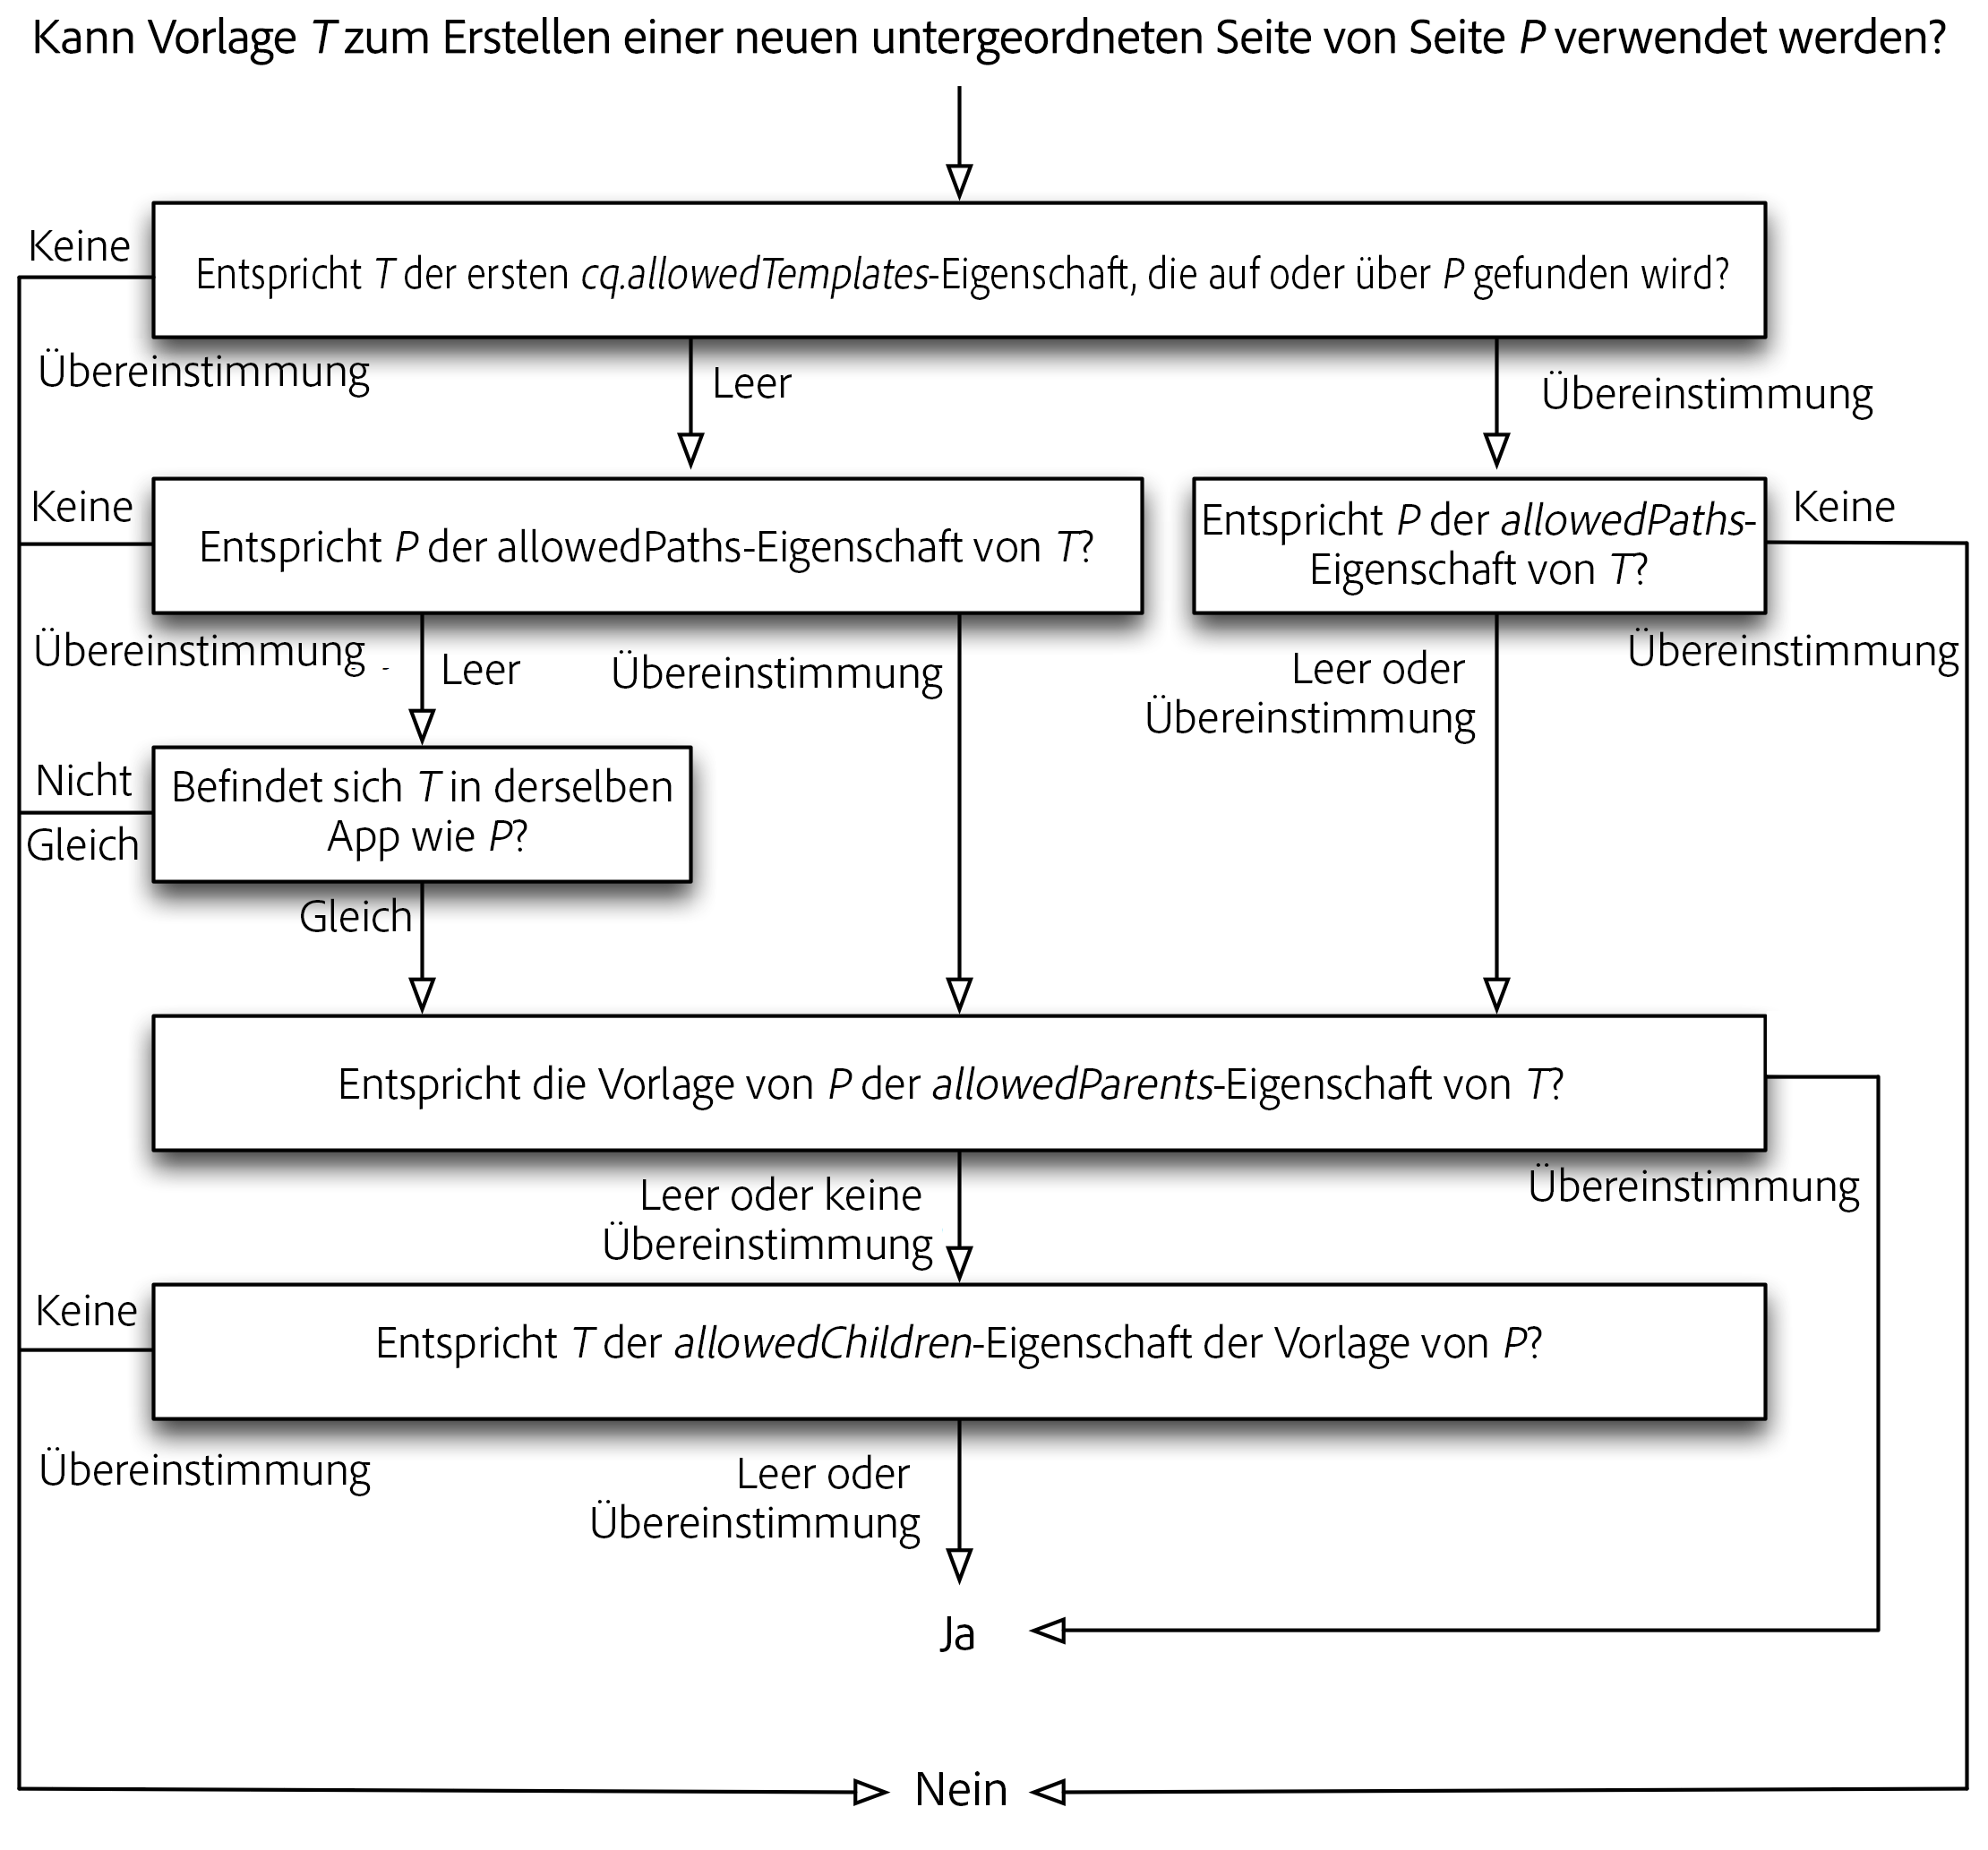 Kann Vorlage T zum Erstellen einer neuen untergeordneten Seite von Seite P verwendet werden?
Keine
Entspricht T der ersten cq.allowedTemplates-Eigenschaft, die auf oder über P gefunden wird?
Übereinstimmung
Leer
Übereinstimmung
Keine
Entspricht P der allowedPaths-Eigenschaft von T?
Entspricht P der allowedPaths-
Eigenschaft von T?
Keine
Übereinstimmung
Leer
Übereinstimmung
Leer oder
Übereinstimmung
Übereinstimmung
Nicht
Gleich
Befindet sich T in derselben
App wie P?
Gleich
Entspricht die Vorlage von P der allowedParents-Eigenschaft von T?
Leer oder keine
Übereinstimmung
Übereinstimmung
Keine
Entspricht T der allowedChildren-Eigenschaft der Vorlage von P?
Übereinstimmung
Leer oder
Übereinstimmung
Ja
Nein